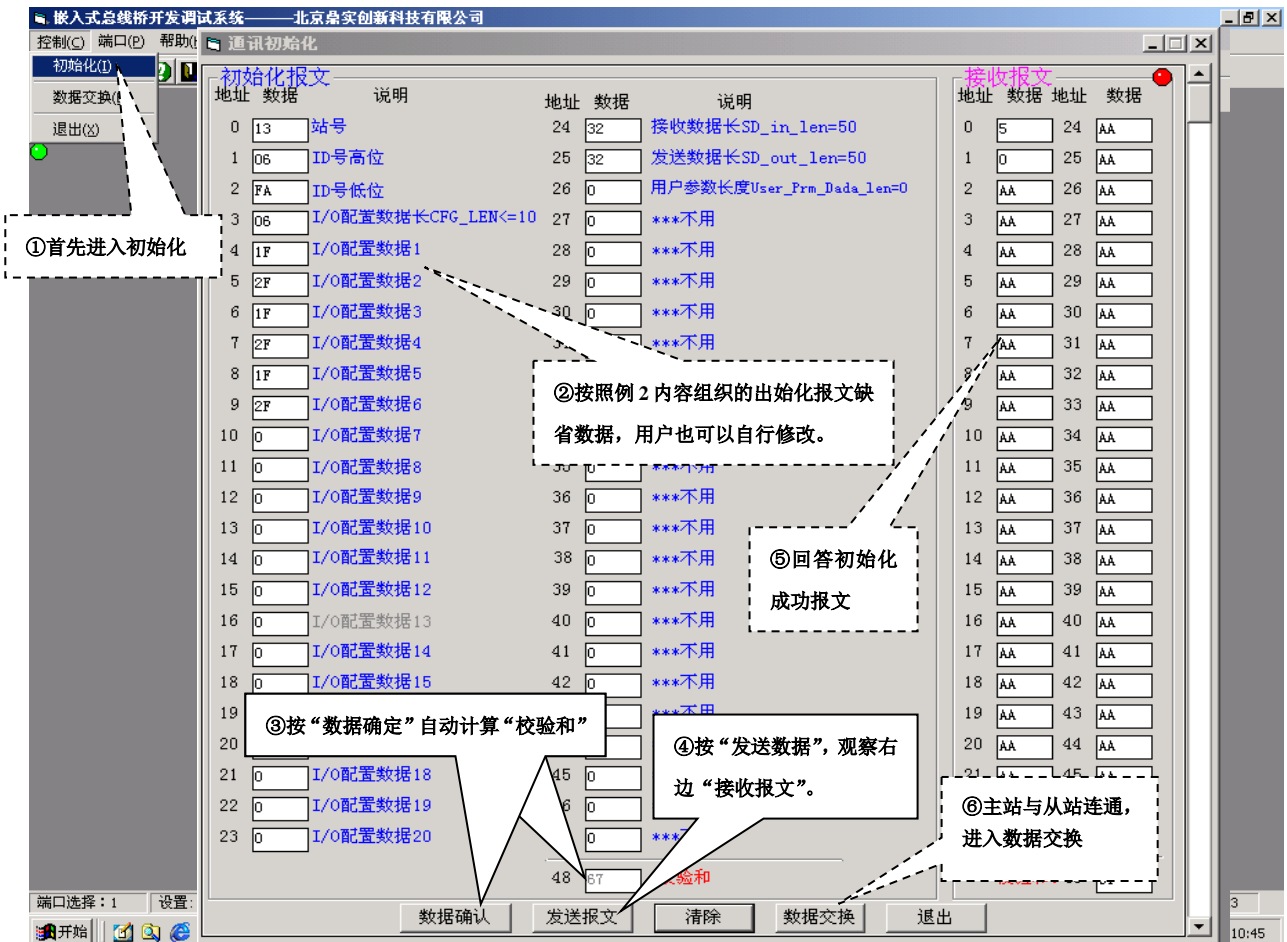 嵌入式总线桥开发调试系统————北京鼎实创新科技有限公司
控制(C) 端口(P) 帮助(
初始化(I)
数据交换(
退出(X)
通讯初始化
初始化报文
地址 数据 说明 地址 数据 说明
0 13 站号 24 32 接收数据长SD_in_len=50
1 06 ID号高位 25 32 发送数据长SD_out_len=50
2 FA ID号低位 26 0 用户参数长度User_Prm_Dada_len=0
3 06 I/O配置数据长CFG_LEN<=10 27 0 ***不用
4 1F I/O配置数据1 28 0 ***不用
5 2F I/O配置数据2 29 0 ***不用
6 1F I/O配置数据3 30 0 ***不用
7 2F I/O配置数据4 ***不用
8 1F I/O配置数据5
9 2F I/O配置数据6
10 0 I/O配置数据7
11 0 I/O配置数据8 ***不用
12 0 I/O配置数据9 36 0 ***不用
13 0 I/O配置数据10 37 0 ***不用
14 0 I/O配置数据11 38 0 ***不用
15 0 I/O配置数据12 39 0 ***不用
16 0 I/O配置数据13 40 0 ***不用
17 0 I/O配置数据14 41 0 ***不用
18 0 I/O配置数据15 42 0 ***不用
19 ***不用
20
21 0 I/O配置数据18 45 0
22 0 I/O配置数据19 6 0
23 0 I/O配置数据20 0 ***
48 67 校验和
接收报文
地址 数据 地址 数据
0 5 24 AA
1 0 25 AA
2 AA 26 AA
3 AA 27 AA
4 AA 28 AA
5 AA 29 AA
6 AA 30 AA
7 AA 31 AA
8 AA 32 AA
9 AA 33 AA
10 AA 34 AA
11 AA 35 AA
12 AA 36 AA
13 AA 37 AA
14 AA 38 AA
15 AA 39 AA
16 AA 40 AA
17 AA 41 AA
18 AA 42 AA
19 AA 43 AA
20 AA 44 AA
21 AA 45 AA
①首先进入初始化
②按照例 2 内容组织的出始化报文缺
省数据，用户也可以自行修改。
⑤回答初始化
成功报文
③按“数据确定”自动计算“校验和”
④按“发送数据”，观察右
边“接收报文”。
⑥主站与从站连通，
进入数据交换
数据确认 发送报文 清除 数据交换 退出
端口选择：1 设置: 3
开始 10:45